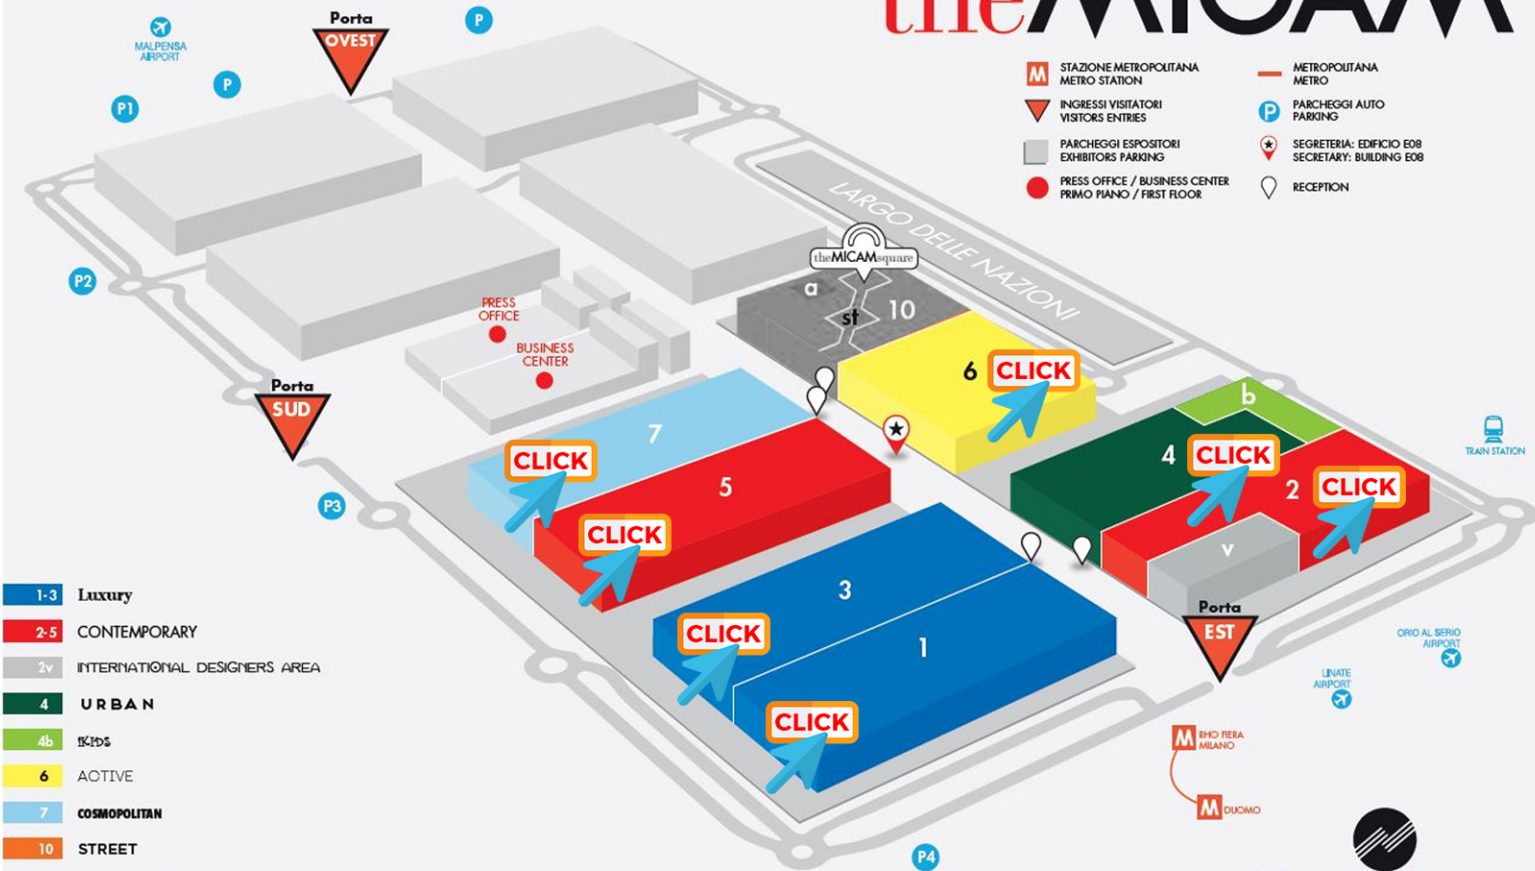 theMICAM
Porta
OVEST
P
MALPENSA
AIRPORT
P
P1
M STAZIONE METROPOLITANA
METRO STATION
METROPOLITANA
METRO
INGRESSI VISITATORI
VISITORS ENTRIES
P PARCHEGGI AUTO
PARKING
PARCHEGGI ESPOSITORI
EXHIBITORS PARKING
SEGRETERIA: EDIFICIO E08
SECRETARY: BUILDING E08
PRESS OFFICE / BUSINESS CENTER
PRIMO PIANO / FIRST FLOOR
RECEPTION
LARGO DELLE NAZIONI
theMICAMsquare
P2
a
10
st
PRESS
OFFICE
BUSINESS
CENTER
6
CLICK
Porta
SUD
b
7
CLICK
4
CLICK
TRAIN STATION
5
2
CLICK
P3
CLICK
v
3
1-3 Luxury
Porta
EST
2-5 CONTEMPORARY
CLICK
1
ORIO AL SERIO
AIRPORT
2v INTERNATIONAL DESIGNERS AREA
LINATE
AIRPORT
4 URBAN
CLICK
4b KIDS
M RHO FIERA
MILANO
6 ACTIVE
7 COSMOPOLITAN
M DUOMO
10 STREET
P4